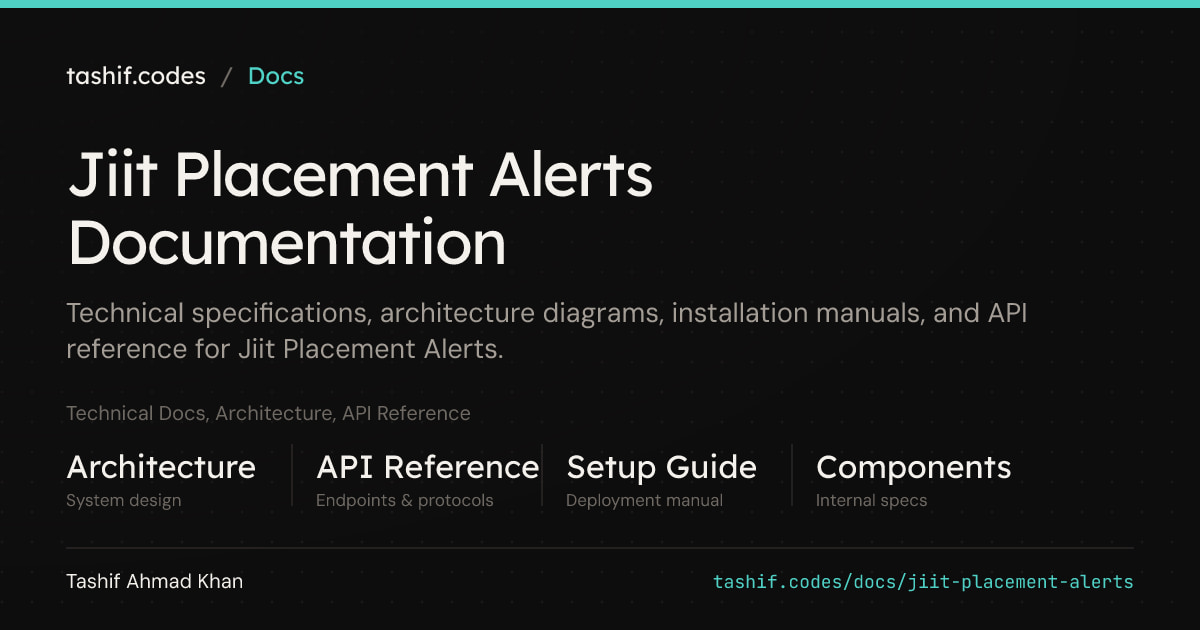 tashif.codes / Docs
Jiit Placement Alerts
Documentation
Technical specifications, architecture diagrams, installation manuals, and API
reference for Jiit Placement Alerts.
Technical Docs, Architecture, API Reference
Architecture
System design
API Reference
Endpoints & protocols
Setup Guide
Deployment manual
Components
Internal specs
Tashif Ahmad Khan
tashif.codes/docs/jiit-placement-alerts